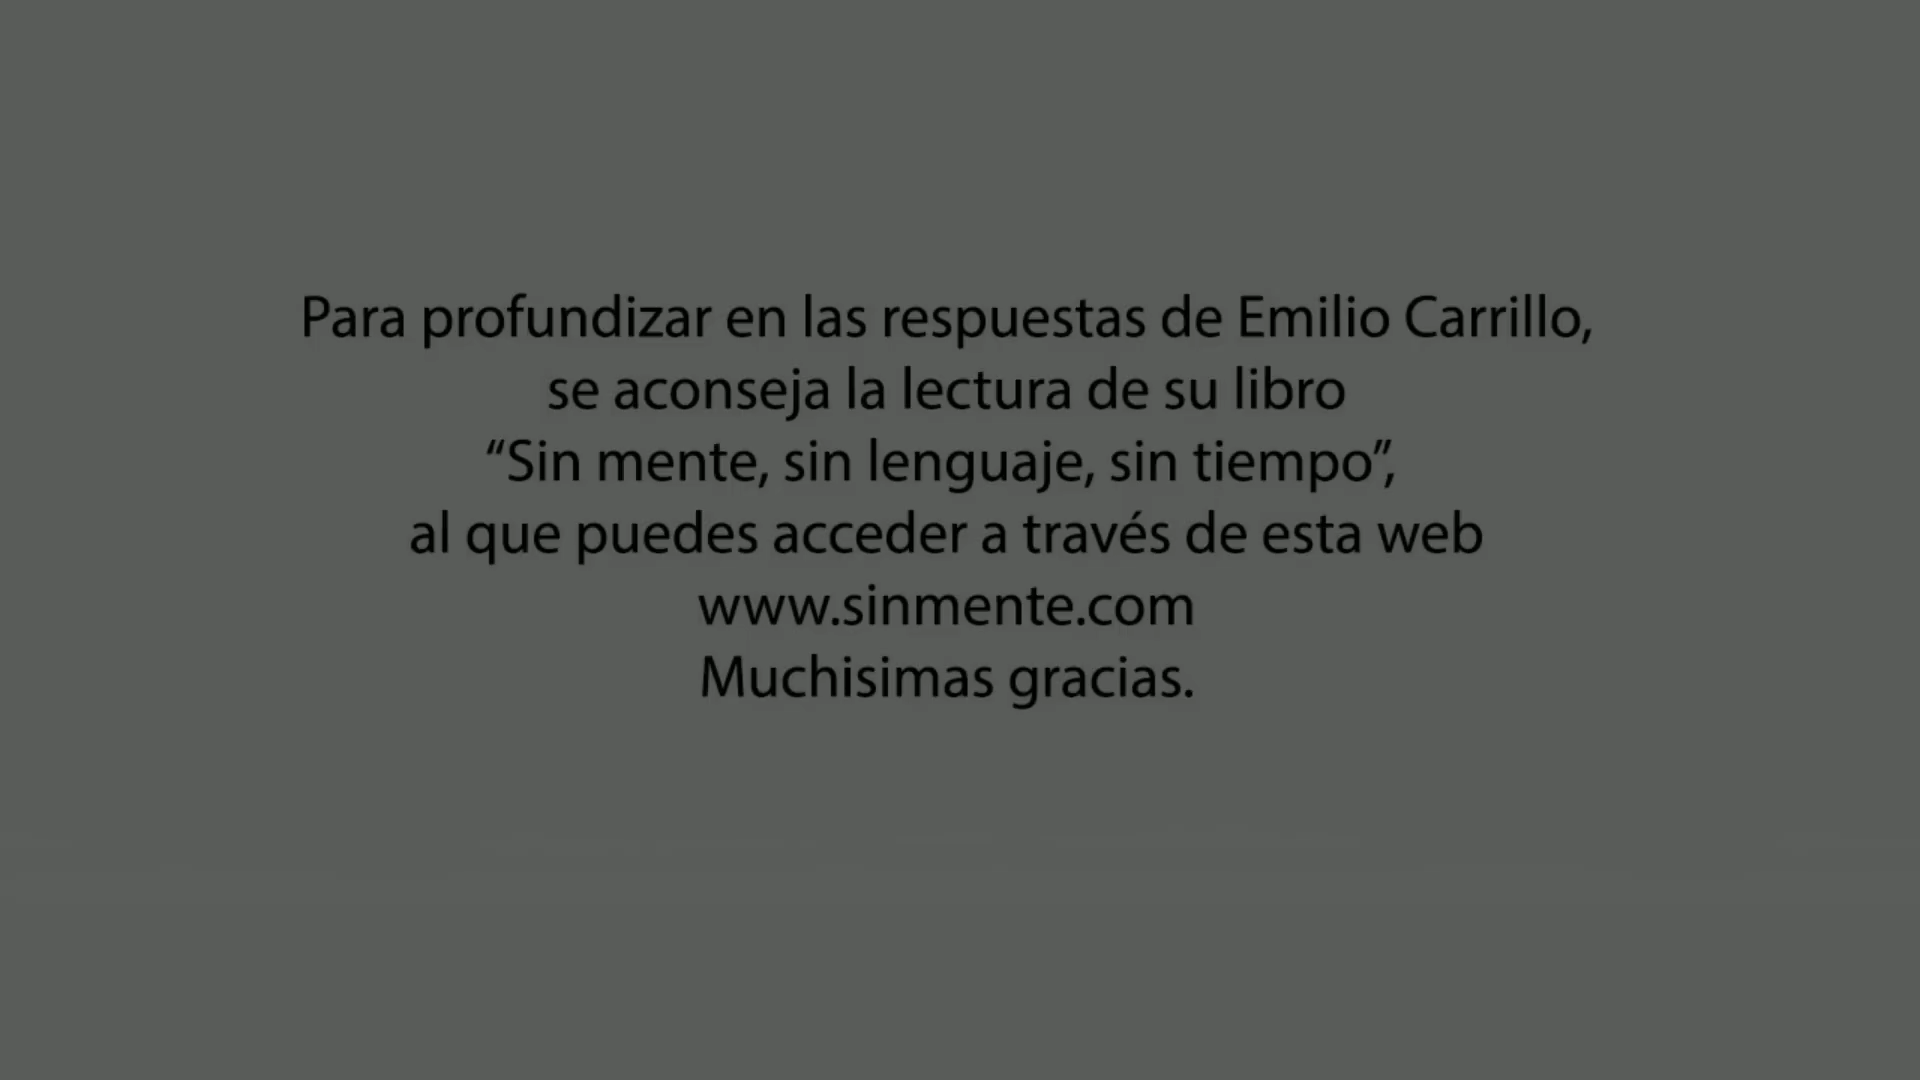 Para profundizar en las respuestas de Emilio Carrillo,
se aconseja la lectura de su libro
“Sin mente, sin lenguaje, sin tiempo”,
al que puedes acceder a través de esta web
www.sinmente.com
Muchisimas gracias.